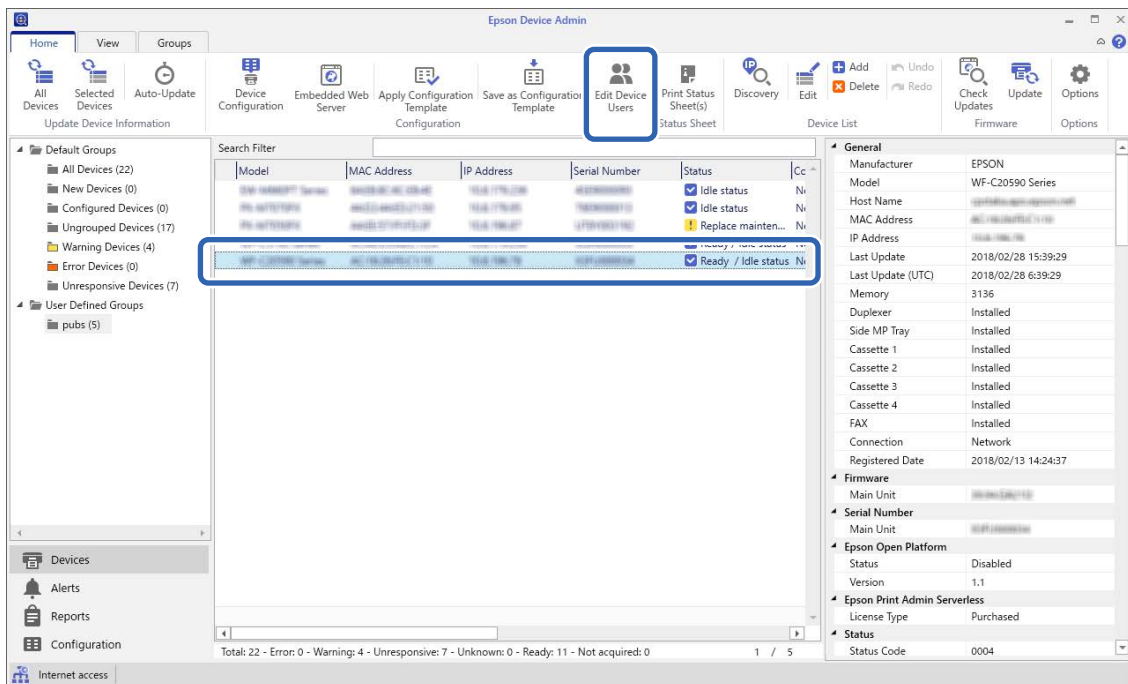 Epson Device Admin
Home View Groups
All Devices
Selected Devices
Auto-Update
Update Device Information
Device Configuration
Embedded Web Server
Apply Configuration Template
Save as Configuration Template
Configuration
Edit Device Users
Print Status Sheet(s)
Status Sheet
Discovery
Edit
Add
Delete
Undo
Redo
Device List
Check Updates
Update
Firmware
Options
Options
Default Groups
All Devices (22)
New Devices (0)
Configured Devices (0)
Ungrouped Devices (17)
Warning Devices (4)
Error Devices (0)
Unresponsive Devices (7)
User Defined Groups
pubs (5)
Devices
Alerts
Reports
Configuration
Internet access
Search Filter
Model MAC Address IP Address Serial Number Status
Idle status
Idle status
Replace mainten...
Ready / Idle status
Ready / Idle status
Total: 22 - Error: 0 - Warning: 4 - Unresponsive: 7 - Unknown: 0 - Ready: 11 - Not acquired: 0 1 / 5
General
Manufacturer EPSON
Model WF-C20590 Series
Host Name
MAC Address
IP Address
Last Update 2018/02/28 15:39:29
Last Update (UTC) 2018/02/28 6:39:29
Memory 3136
Duplexer Installed
Side MP Tray Installed
Cassette 1 Installed
Cassette 2 Installed
Cassette 3 Installed
Cassette 4 Installed
FAX Installed
Connection Network
Registered Date 2018/02/13 14:24:37
Firmware
Main Unit
Serial Number
Main Unit
Epson Open Platform
Status Disabled
Version 1.1
Epson Print Admin Serverless
License Type Purchased
Status
Status Code 0004